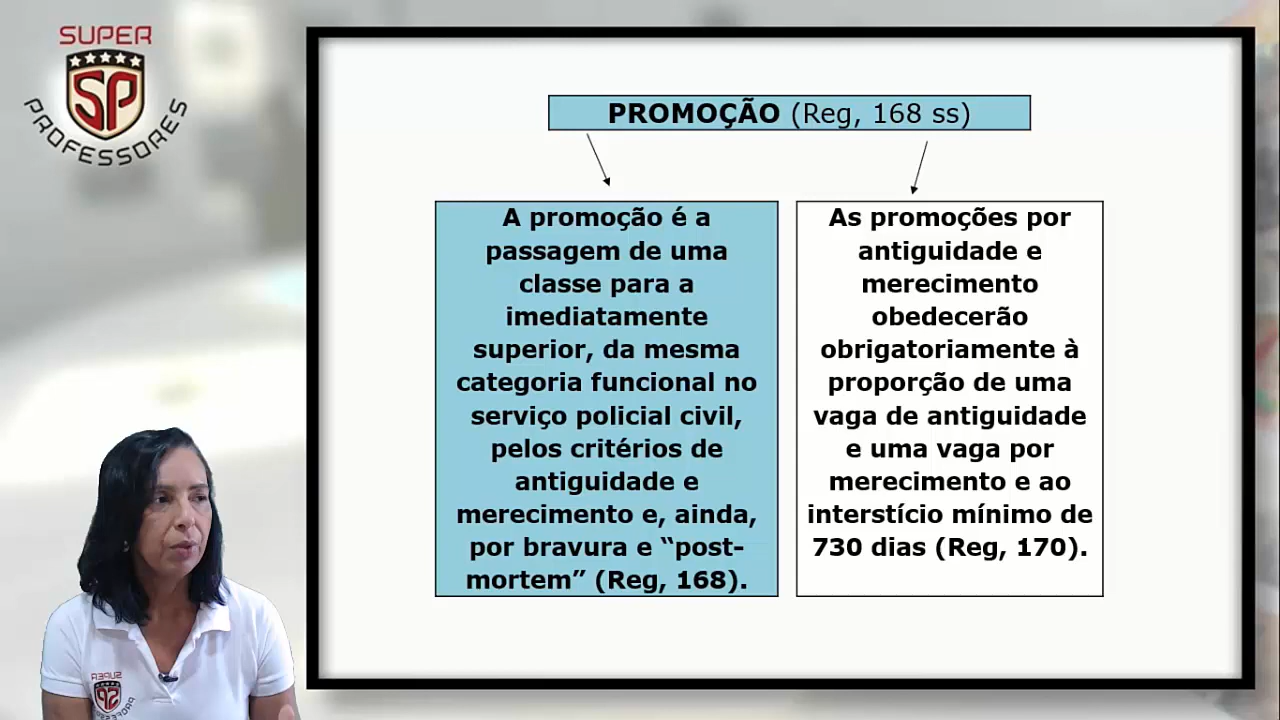 SUPER
SP
PROFESSORES
PROMOÇÃO (Reg, 168 ss)
A promoção é a
passagem de uma
classe para a
imediatamente
superior, da mesma
categoria funcional no
serviço policial civil,
pelos critérios de
antiguidade e
merecimento e, ainda,
por bravura e “post-
mortem” (Reg, 168).
As promoções por
antiguidade e
merecimento
obedecerão
obrigatoriamente à
proporção de uma
vaga de antiguidade
e uma vaga por
merecimento e ao
interstício mínimo de
730 dias (Reg, 170).
SUPER
SP
PROFESSOR